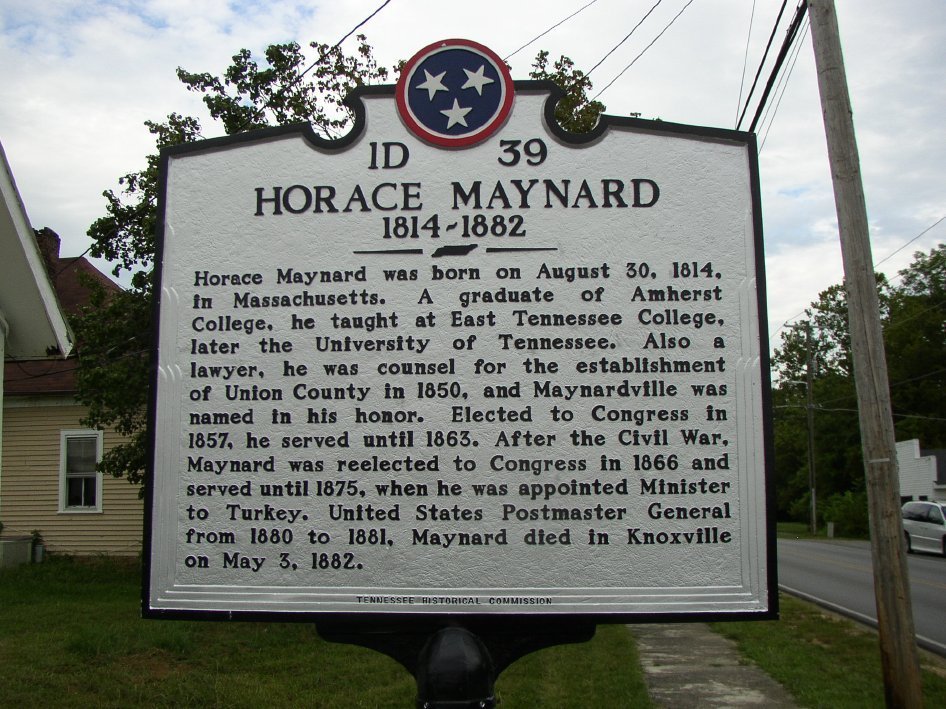 1D 39
HORACE MAYNARD
1814-1882
Horace Maynard was born on August 30, 1814,
in Massachusetts. A graduate of Amherst
College, he taught at East Tennessee College,
later the University of Tennessee. Also a
lawyer, he was counsel for the establishment
of Union County in 1850, and Maynardville was
named in his honor. Elected to Congress in
1857, he served until 1863. After the Civil War,
Maynard was reelected to Congress in 1866 and
served until 1875, when he was appointed Minister
to Turkey. United States Postmaster General
from 1880 to 1881, Maynard died in Knoxville
on May 3, 1882.
TENNESSEE HISTORICAL COMMISSION